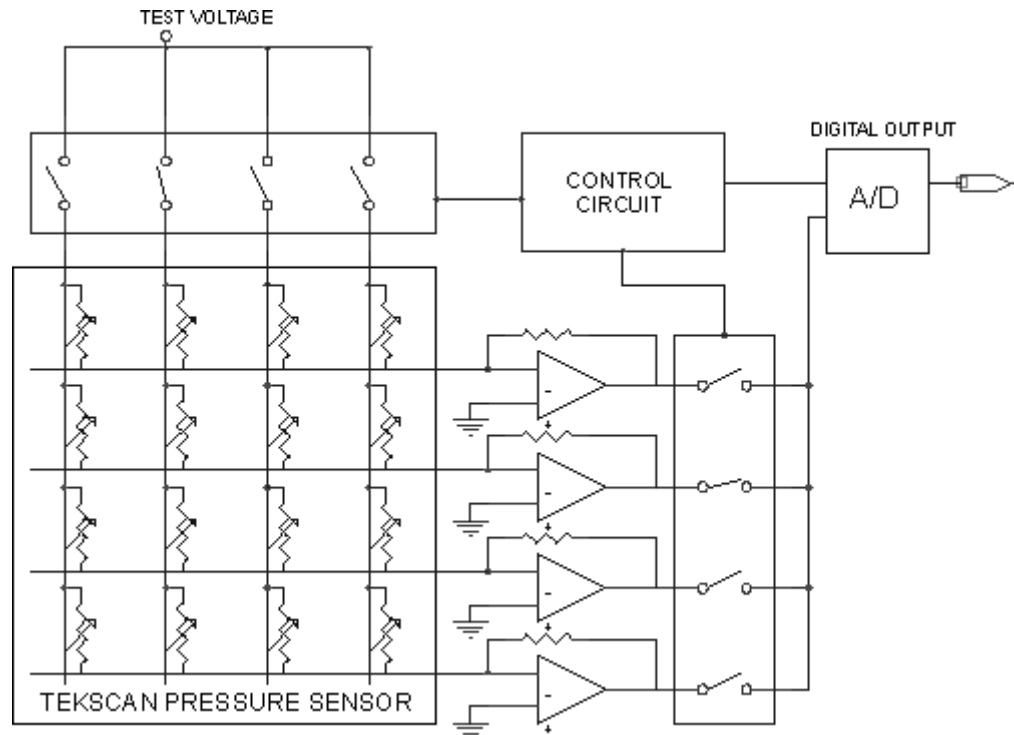 TEST VOLTAGE
DIGITAL OUTPUT
CONTROL
CIRCUIT
A/D
-
-
-
-
TEKSCAN PRESSURE SENSOR